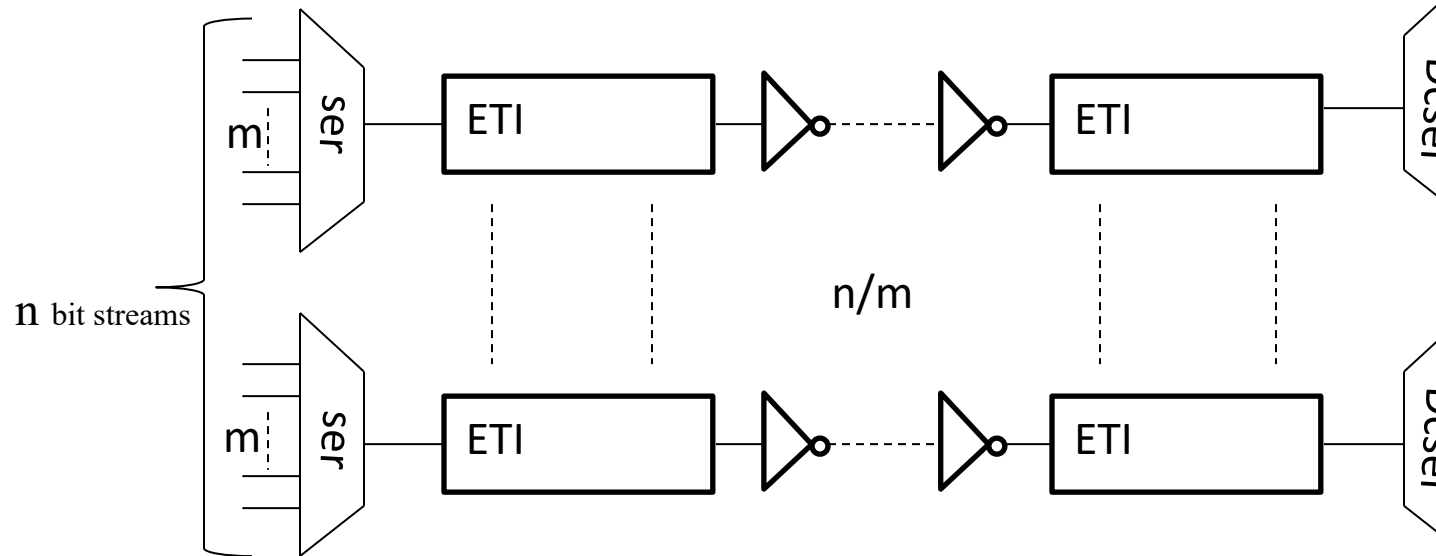 m
ser
ETI
ETI
n/m
n bit streams
m
ser
ETI
ETI